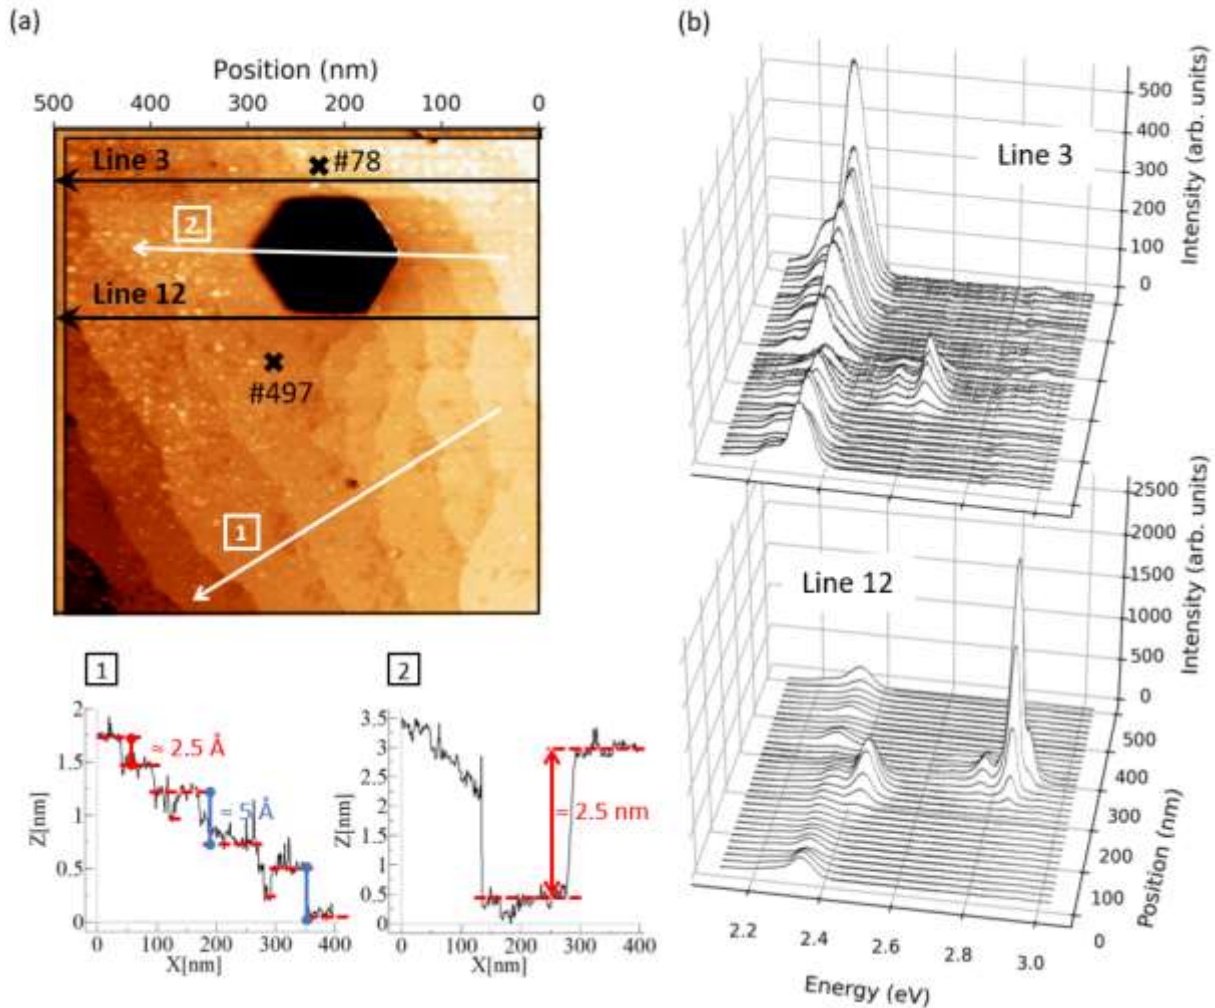 (a)
Position (nm)
500 400 300 200 100 0
Line 3
#78
2
Line 12
#497
1
1
2
Z[nm]
2
1.5
1
0.5
0
≈ 2.5 Å
≈ 5 Å
0 100 200 300 400
X[nm]
Z[nm]
3.5
3
2.5
2
1.5
1
0.5
0
≈ 2.5 nm
0 100 200 300 400
X[nm]
(b)
Line 3
500
400
300
200
100
0
Intensity (arb. units)
Line 12
2500
2000
1500
1000
500
0
Intensity (arb. units)
500
400
300
200
100
0
Position (nm)
2.2 2.4 2.6 2.8 3.0
Energy (eV)